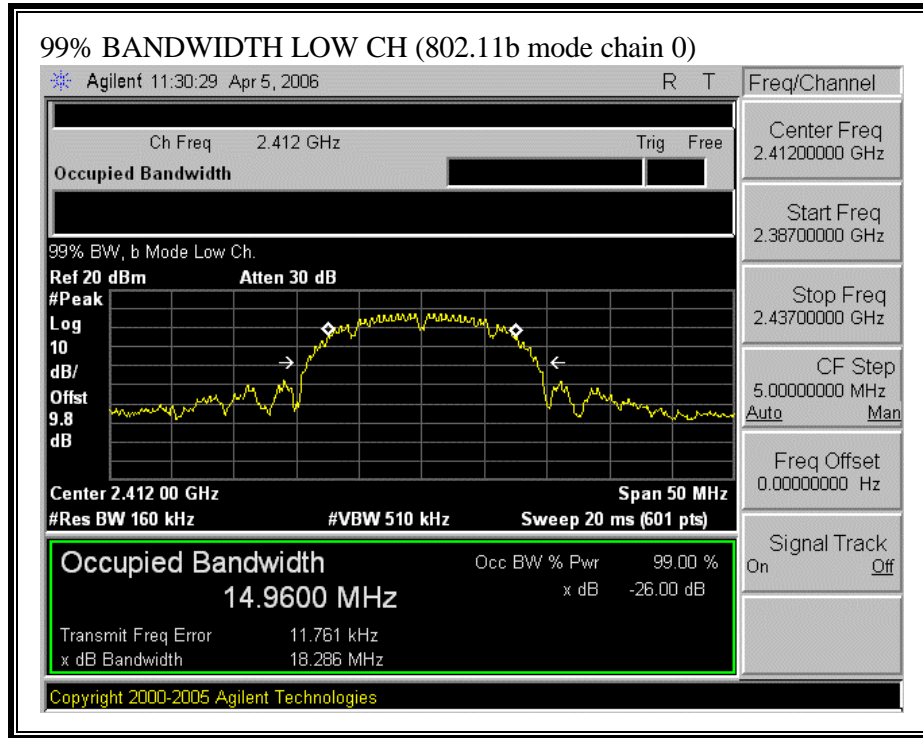 99% BANDWIDTH LOW CH (802.11b mode chain 0)
Agilent 11:30:29 Apr 5, 2006 R T
Freq/Channel
Ch Freq 2.412 GHz Trig Free
Occupied Bandwidth
Center Freq
2.41200000 GHz
Start Freq
2.38700000 GHz
Stop Freq
2.43700000 GHz
CF Step
5.00000000 MHz
Auto Man
Freq Offset
0.00000000 Hz
Signal Track
On Off
99% BW, b Mode Low Ch.
Ref 20 dBm Atten 30 dB
#Peak
Log
10
dB/
Offst
9.8
dB
Center 2.412 00 GHz Span 50 MHz
#Res BW 160 kHz #VBW 510 kHz Sweep 20 ms (601 pts)
Occupied Bandwidth
14.9600 MHz
Occ BW % Pwr 99.00 %
x dB -26.00 dB
Transmit Freq Error 11.761 kHz
x dB Bandwidth 18.286 MHz
Copyright 2000-2005 Agilent Technologies